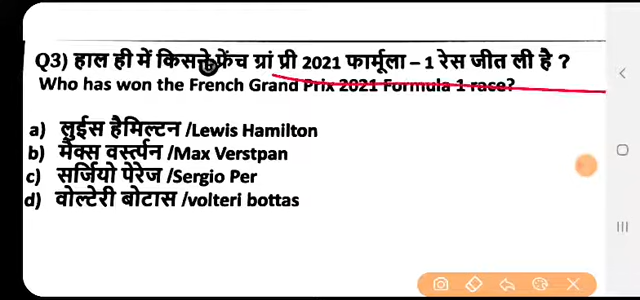 Q3) हाल ही में किसने फ्रेंच ग्रां प्री 2021 फार्मूला – 1 रेस जीत ली है ?
Who has won the French Grand Prix 2021 Formula 1 race?
a) लुईस हैमिल्टन /Lewis Hamilton
b) मैक्स वर्स्त्पन /Max Verstpan
c) सर्जियो पेरेज /Sergio Per
d) वोल्टेरी बोटास /volteri bottas